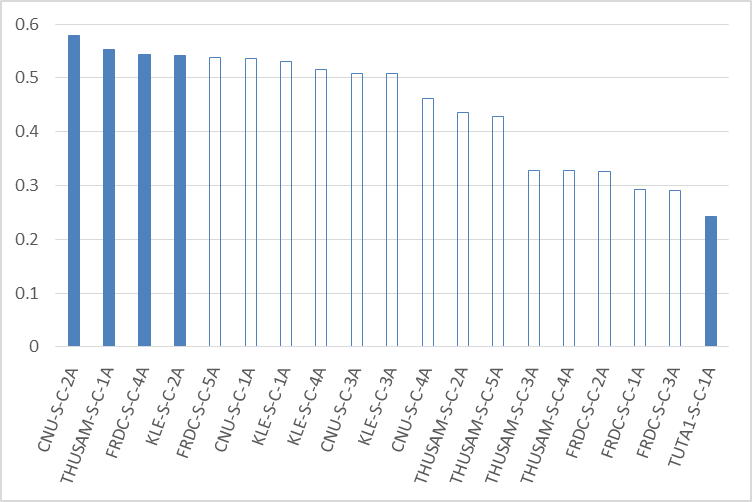 0.6
0.5
0.4
0.3
0.2
0.1
0
CNU-S-C-2A
THUSAM-S-C-1A
FRDC-S-C-4A
KLE-S-C-2A
FRDC-S-C-5A
CNU-S-C-1A
KLE-S-C-1A
KLE-S-C-4A
CNU-S-C-3A
KLE-S-C-3A
CNU-S-C-4A
THUSAM-S-C-2A
THUSAM-S-C-5A
THUSAM-S-C-3A
THUSAM-S-C-4A
FRDC-S-C-2A
FRDC-S-C-1A
FRDC-S-C-3A
TUTA1-S-C-1A